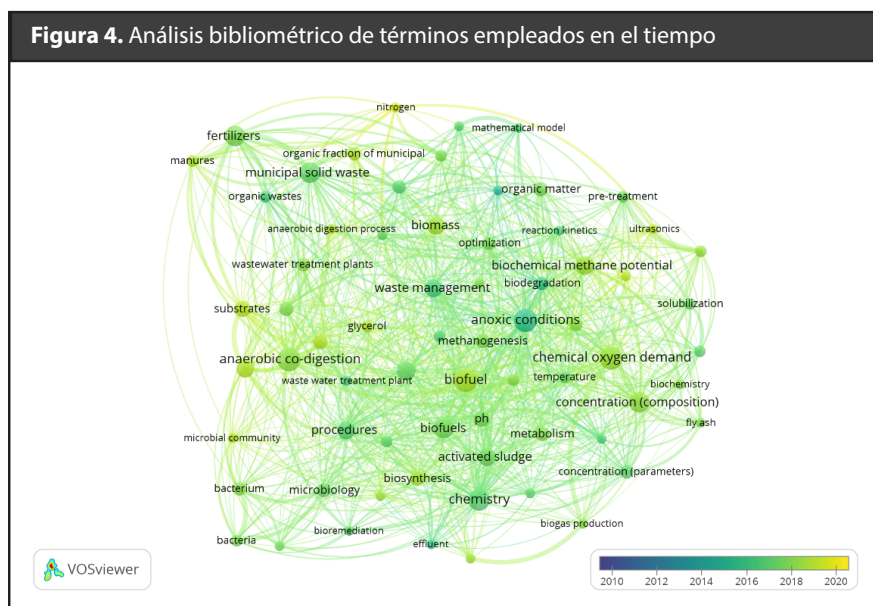 Figura 4. Análisis bibliométrico de términos empleados en el tiempo
nitrogen
fertilizers
mathematical model
manures
organic fraction of municipal
municipal solid waste
organic wastes
organic matter
pre-treatment
anaerobic digestion process
biomass
reaction kinetics
ultrasonics
optimization
wastewater treatment plants
biochemical methane potential
waste management
biodegradation
substrates
solubilization
glycerol
anoxic conditions
methanogenesis
anaerobic co-digestion
chemical oxygen demand
waste water treatment plant
biofuel
temperature
biochemistry
concentration (composition)
ph
fly ash
microbial community
procedures
biofuels
metabolism
activated sludge
concentration (parameters)
biosynthesis
bacterium
microbiology
chemistry
biogas production
bioremediation
bacteria
effluent
VOSviewer
2010 2012 2014 2016 2018 2020